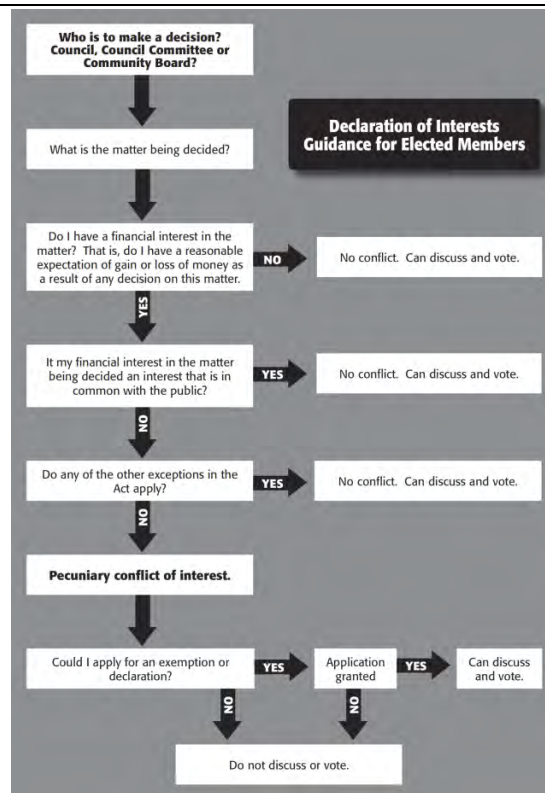 Who is to make a decision?
Council, Council Committee or
Community Board?
Declaration of Interests
Guidance for Elected Members
What is the matter being decided?
Do I have a financial interest in the
matter? That is, do I have a reasonable
expectation of gain or loss of money as
a result of any decision on this matter.
NO
No conflict. Can discuss and vote.
YES
It my financial interest in the matter
being decided an interest that is in
common with the public?
YES
No conflict. Can discuss and vote.
NO
Do any of the other exceptions in the
Act apply?
YES
No conflict. Can discuss and vote.
NO
Pecuniary conflict of interest.
Could I apply for an exemption or
declaration?
YES
Application
granted
YES
Can discuss
and vote.
NO
NO
Do not discuss or vote.